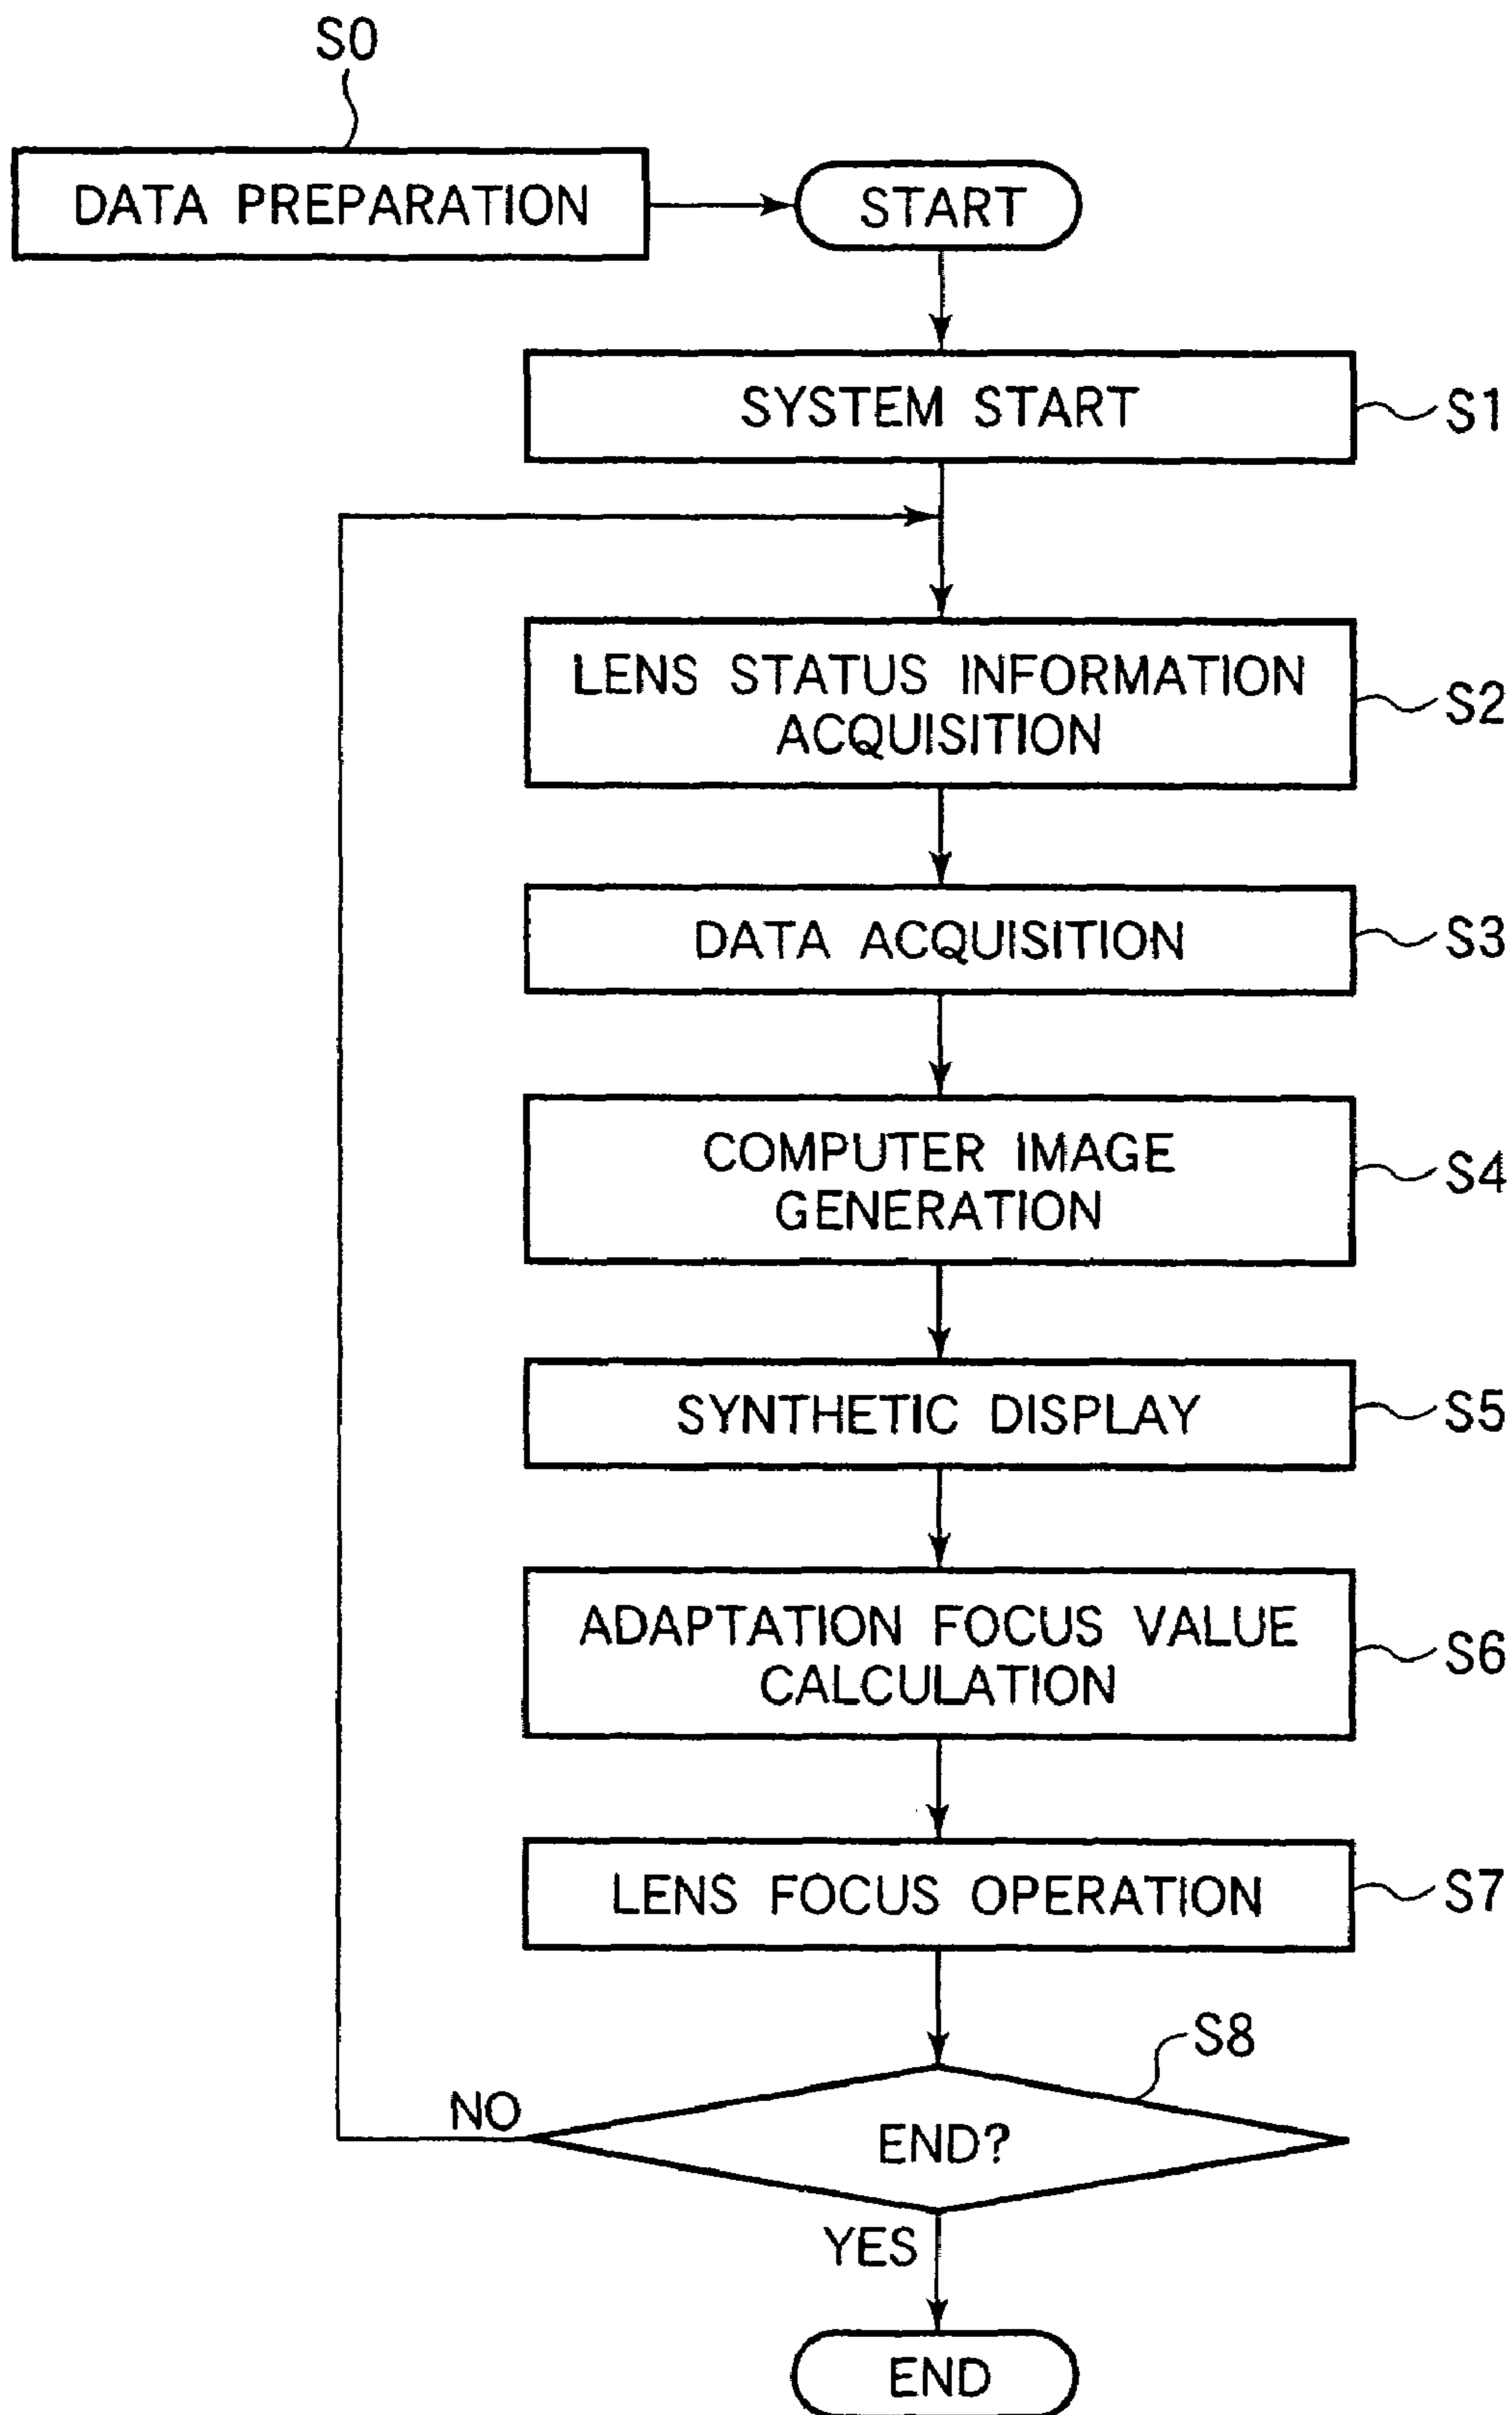 S0
DATA PREPARATION
START
SYSTEM START
S1
LENS STATUS INFORMATION
ACQUISITION
S2
DATA ACQUISITION
S3
COMPUTER IMAGE
GENERATION
S4
SYNTHETIC DISPLAY
S5
ADAPTATION FOCUS VALUE
CALCULATION
S6
LENS FOCUS OPERATION
S7
S8
NO
END?
YES
END